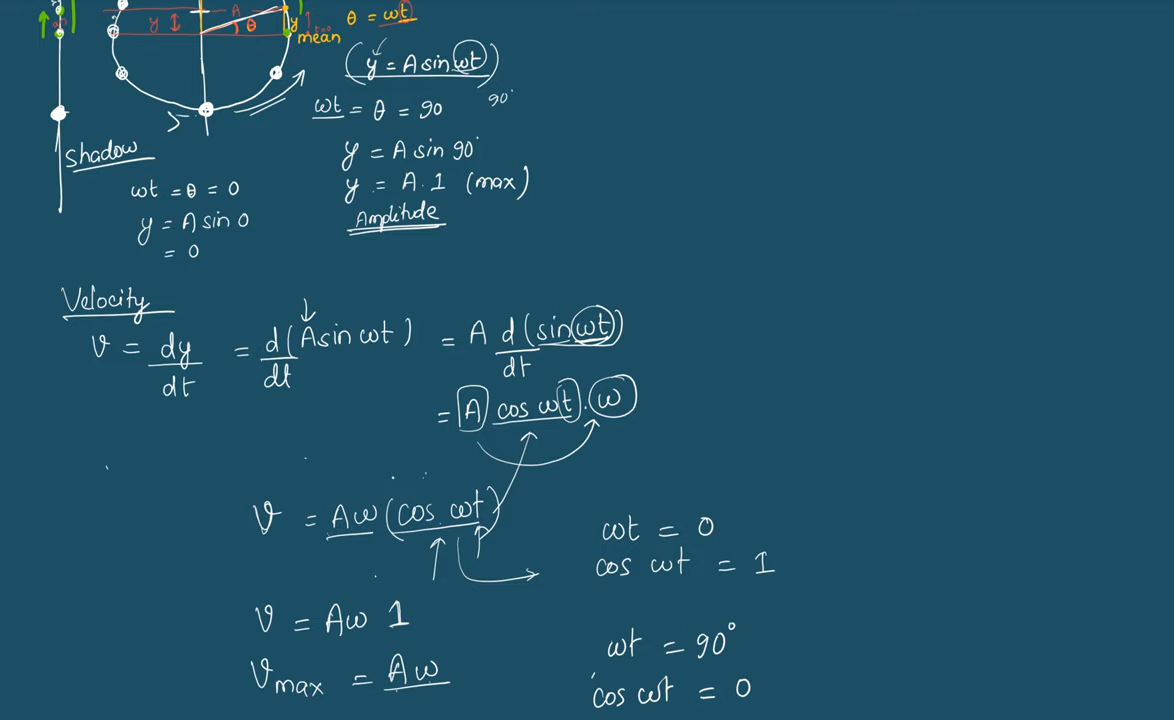 y A θ y θ = ωt
mean
(y = A sin ωt)
ωt = θ = 90 90°
y = A sin 90°
y = A . 1 (max)
Amplitude
Shadow
ωt = θ = 0
y = A sin 0
= 0
Velocity
v = dy/dt = d/dt (A sin ωt) = A d/dt (sin ωt)
= A cos ωt . ω
v = Aω (cos ωt)
ωt = 0
cos ωt = 1
v = Aω 1
ωt = 90°
vmax = Aω
cos ωt = 0